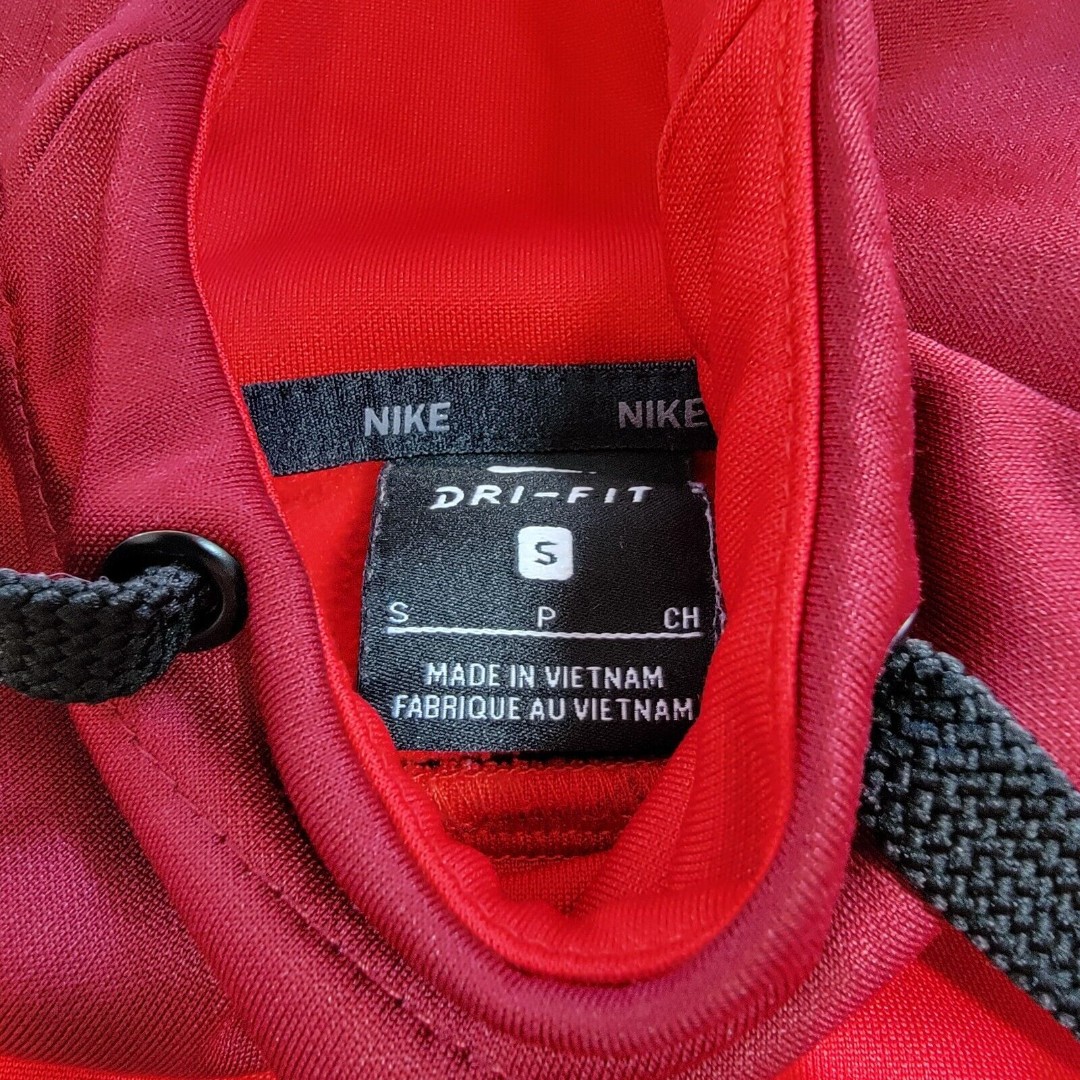 NIKE NIKE
DRI-FIT
S
S P CH
MADE IN VIETNAM
FABRIQUE AU VIETNAM